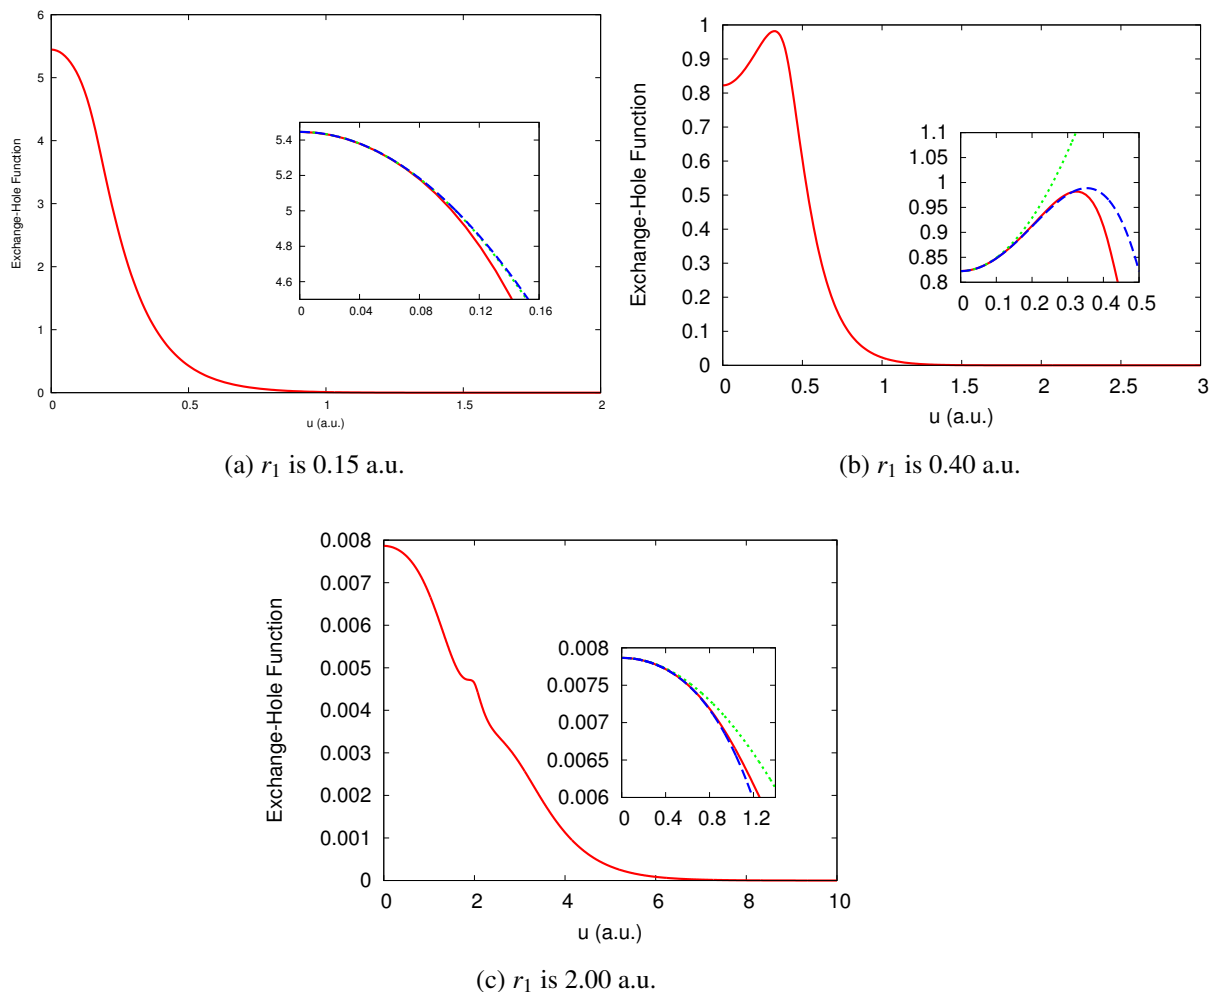 Exchange-Hole Function
6
5
4
3
2
1
0
0 0.5 1 1.5 2
u (a.u.)
5.4
5.2
5
4.8
4.6
0 0.04 0.08 0.12 0.16
(a) r₁ is 0.15 a.u.
Exchange-Hole Function
1
0.9
0.8
0.7
0.6
0.5
0.4
0.3
0.2
0.1
0
0 0.5 1 1.5 2 2.5 3
u (a.u.)
1.1
1.05
1
0.95
0.9
0.85
0.8
0 0.1 0.2 0.3 0.4 0.5
(b) r₁ is 0.40 a.u.
Exchange-Hole Function
0.008
0.007
0.006
0.005
0.004
0.003
0.002
0.001
0
0 2 4 6 8 10
u (a.u.)
0.008
0.0075
0.007
0.0065
0.006
0 0.4 0.8 1.2
(c) r₁ is 2.00 a.u.